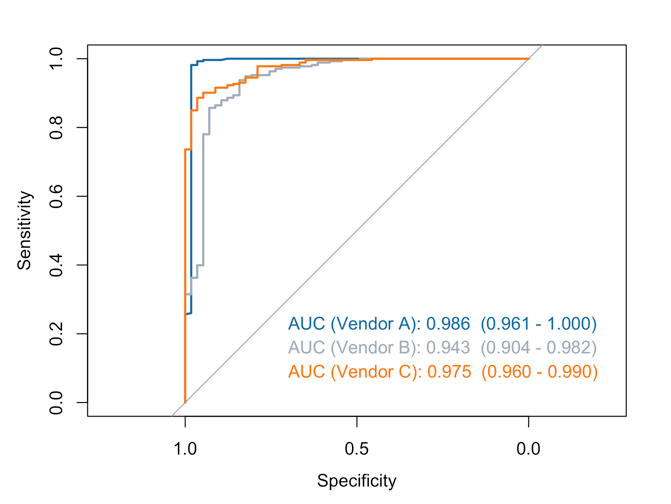 1.0
0.8
0.6
0.4
0.2
0.0
Sensitivity
AUC (Vendor A): 0.986 (0.961 - 1.000)
AUC (Vendor B): 0.943 (0.904 - 0.982)
AUC (Vendor C): 0.975 (0.960 - 0.990)
1.0 0.5 0.0
Specificity